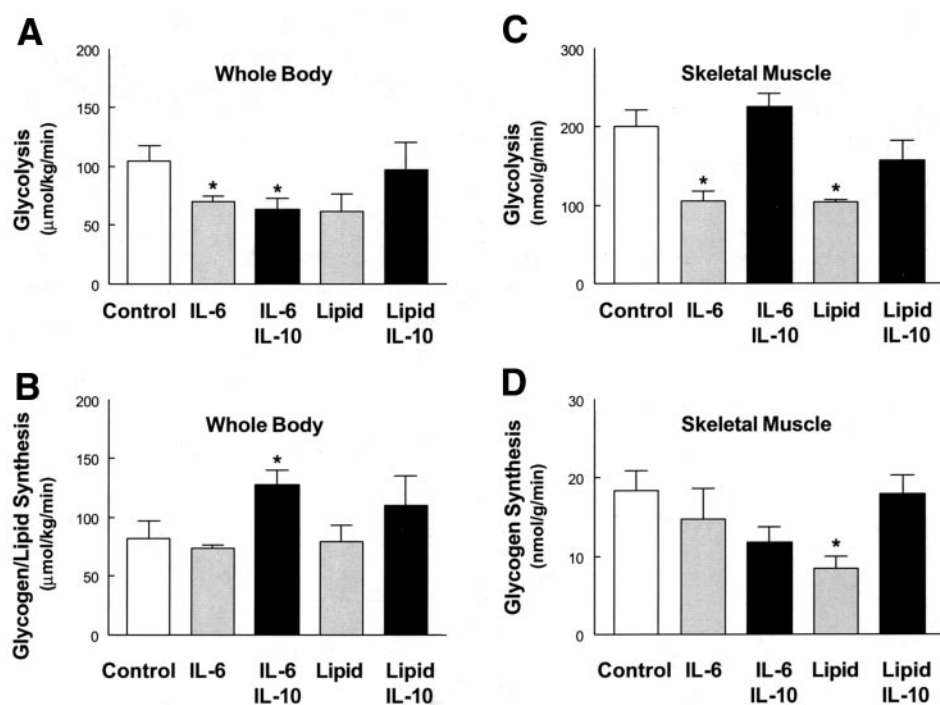 A
Whole Body
Glycolysis
(μmol/kg/min)
200
150
100
50
0
*
*
Control IL-6 IL-6 Lipid Lipid
IL-10 IL-10
B
Whole Body
Glycogen/Lipid Synthesis
(μmol/kg/min)
200
150
100
50
0
*
Control IL-6 IL-6 Lipid Lipid
IL-10 IL-10
C
Skeletal Muscle
Glycolysis
(nmol/g/min)
300
200
100
0
*
*
Control IL-6 IL-6 Lipid Lipid
IL-10 IL-10
D
Skeletal Muscle
Glycogen Synthesis
(nmol/g/min)
30
20
10
0
*
Control IL-6 IL-6 Lipid Lipid
IL-10 IL-10